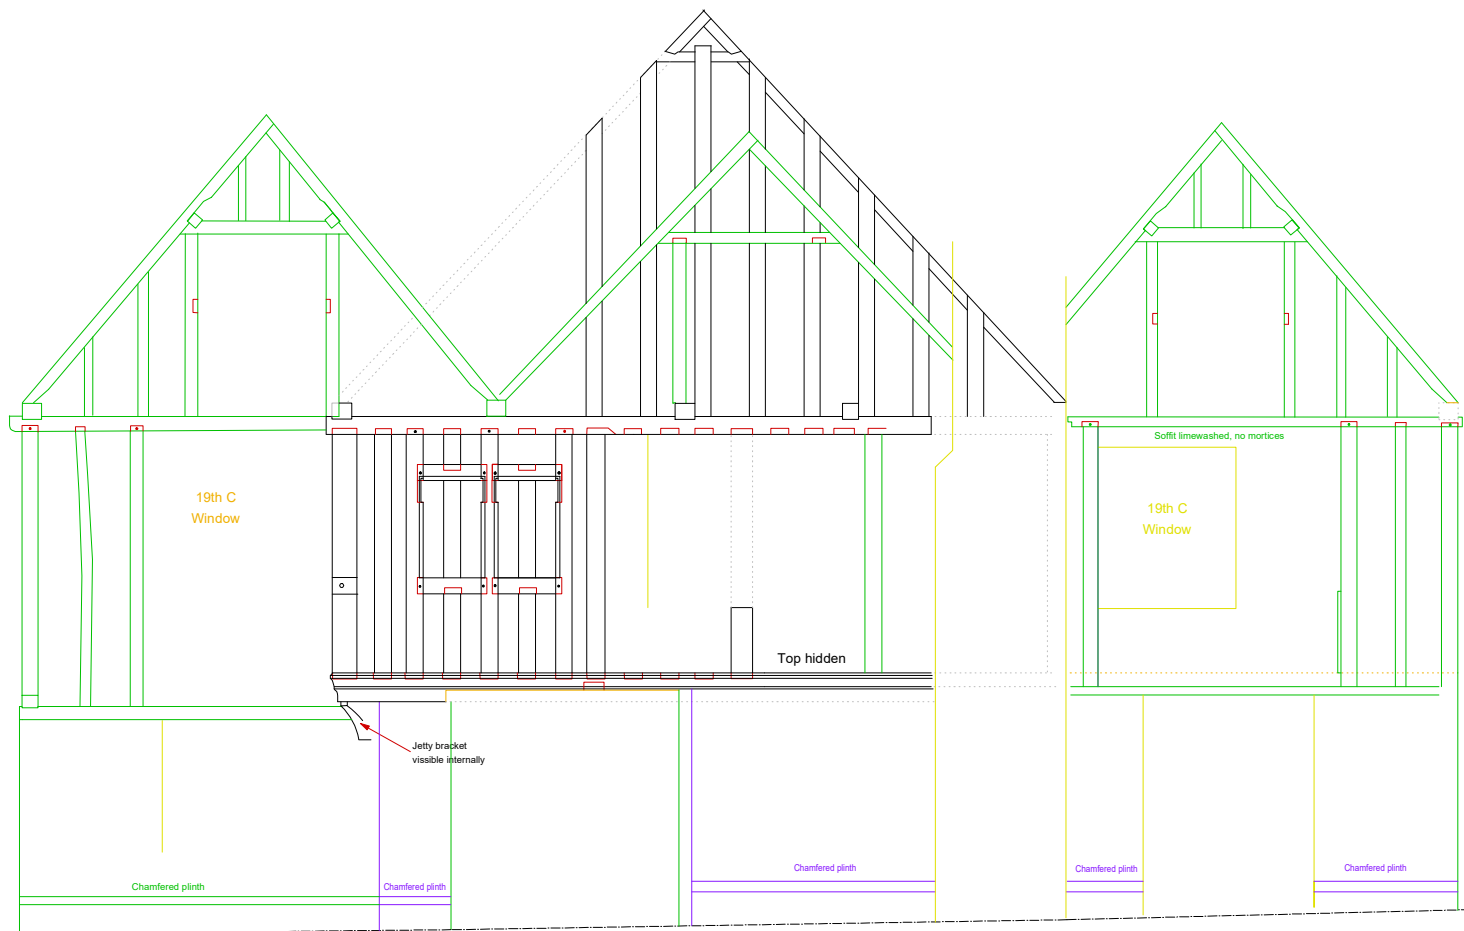 Soffit limewashed, no mortices
19th C
Window
19th C
Window
Top hidden
Jetty bracket
vissible internally
Chamfered plinth
Chamfered plinth
Chamfered plinth
Chamfered plinth
Chamfered plinth